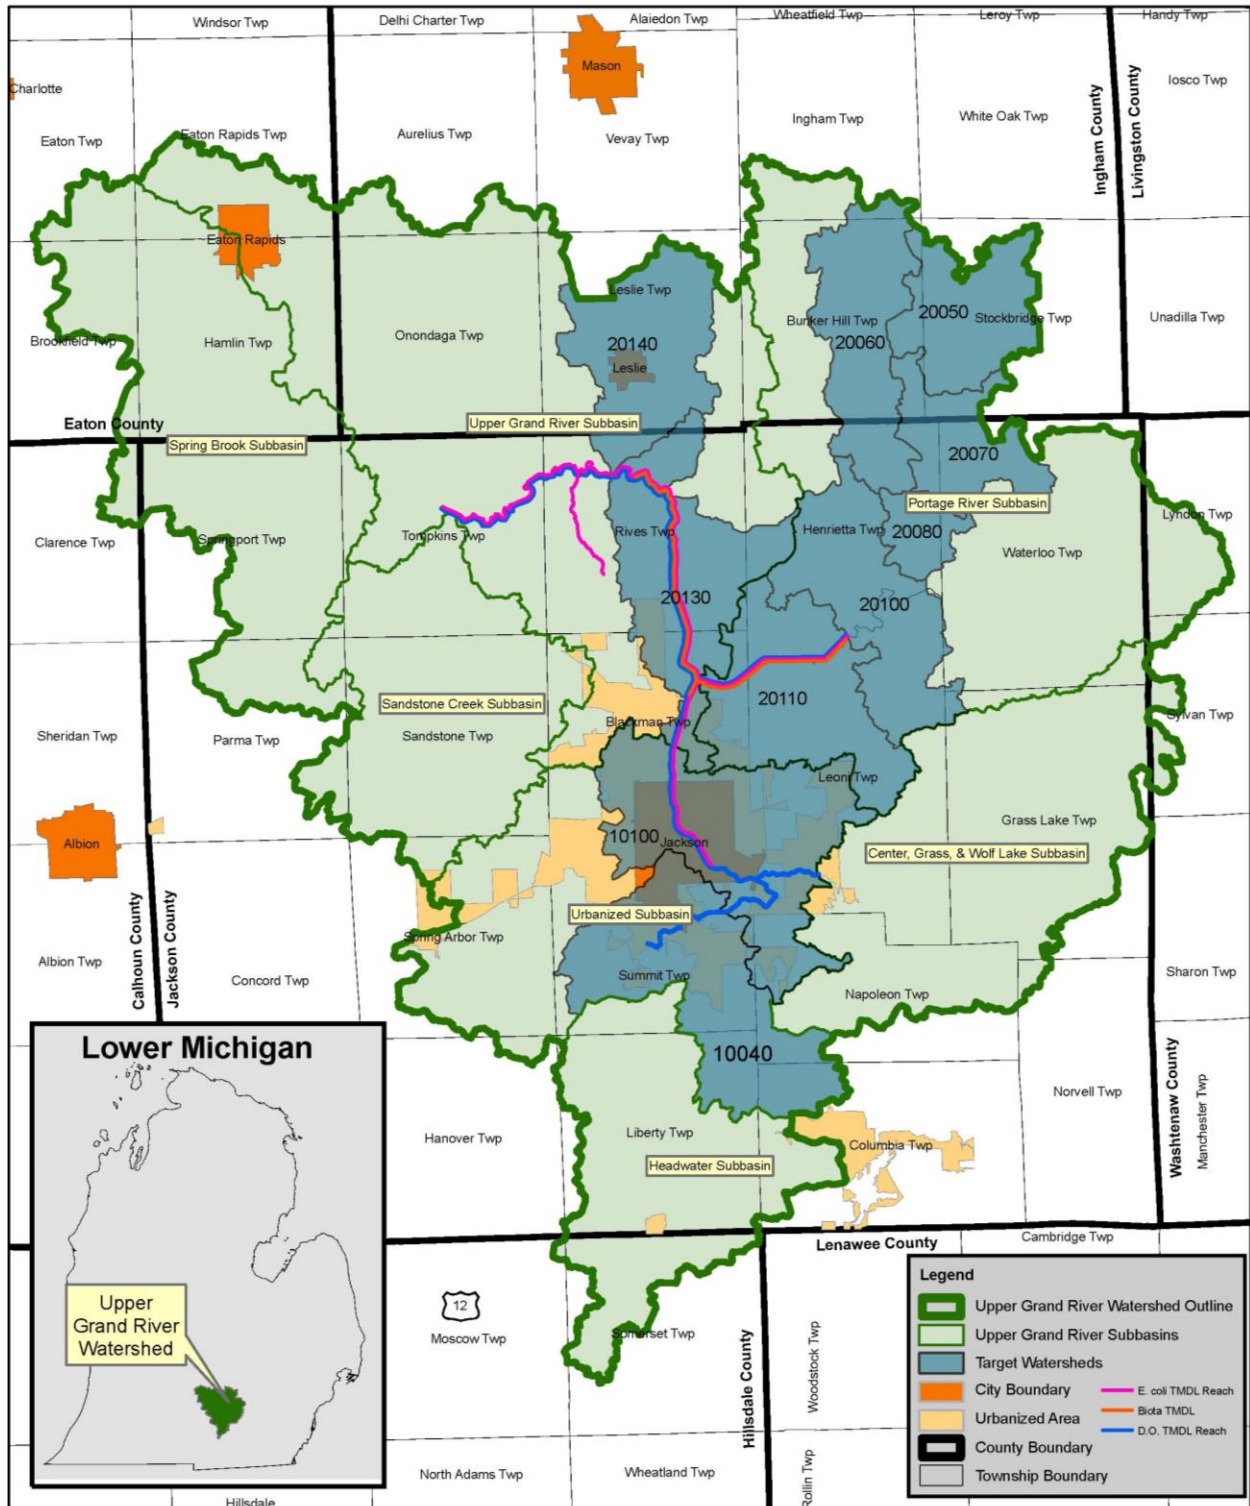 Windsor Twp
Delhi Charter Twp
Alaiedon Twp
Wheatfield Twp
Leroy Twp
Handy Twp
Mason
Charlotte
Iosco Twp
Eaton Twp
Eaton Rapids Twp
Aurelius Twp
Vevay Twp
Ingham Twp
White Oak Twp
Ingham County
Livingston County
Eaton Rapids
Leslie Twp
Brookfield Twp
Hamlin Twp
Onondaga Twp
20140
Leslie
Bunker Hill Twp
20060
20050
Stockbridge Twp
Unadilla Twp
Eaton County
Spring Brook Subbasin
Upper Grand River Subbasin
20070
Portage River Subbasin
Clarence Twp
Springport Twp
Tompkins Twp
Rives Twp
Henrietta Twp
20080
Waterloo Twp
Lyndon Twp
20130
20100
Sandstone Creek Subbasin
20110
Sheridan Twp
Parma Twp
Sandstone Twp
Blackman Twp
Leoni Twp
Sylvan Twp
Albion
10100
Jackson
Grass Lake Twp
Center, Grass, & Wolf Lake Subbasin
Urbanized Subbasin
Spring Arbor Twp
Calhoun County
Jackson County
Albion Twp
Concord Twp
Summit Twp
Napoleon Twp
Sharon Twp
10040
Norvell Twp
Washtenaw County
Manchester Twp
Hanover Twp
Liberty Twp
Columbia Twp
Headwater Subbasin
Lenawee County
Cambridge Twp
Lower Michigan
Upper
Grand River
Watershed
12
Moscow Twp
Somerset Twp
Hillsdale County
Woodstock Twp
North Adams Twp
Wheatland Twp
Rollin Twp
Hillsdale
Legend
Upper Grand River Watershed Outline
Upper Grand River Subbasins
Target Watersheds
City Boundary
Urbanized Area
County Boundary
Township Boundary
E. coli TMDL Reach
Biota TMDL
D.O. TMDL Reach